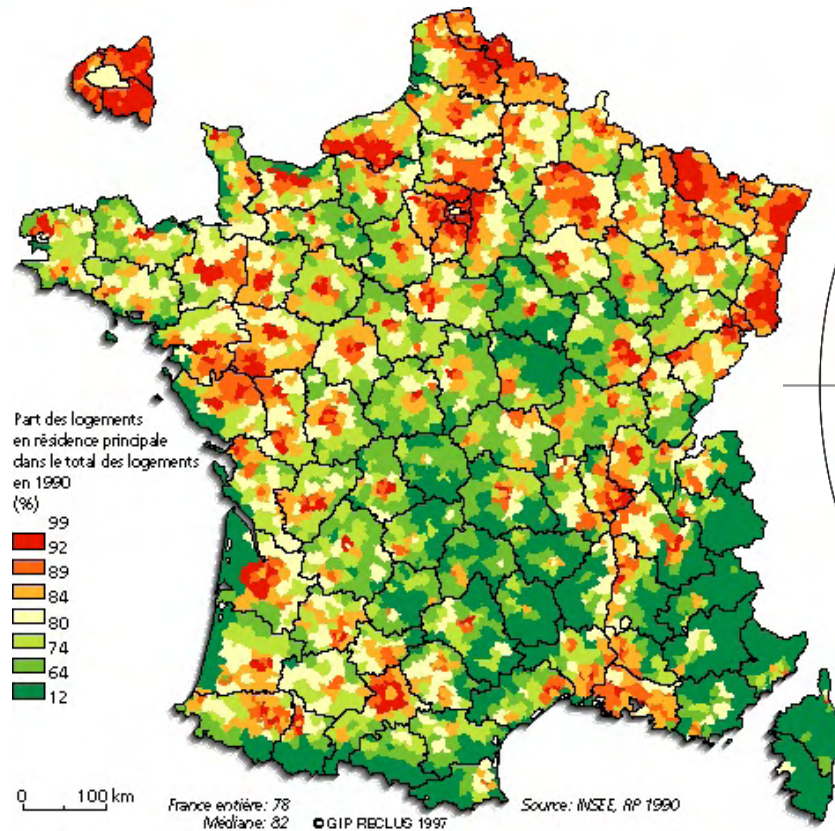 Part des logements
en résidence principale
dans le total des logements
en 1990
(%)
99
92
89
84
80
74
64
12
0 100 km
France entière: 78
Médiane: 82 © GIP RECLUS 1997
Source: INSEE, RP 1990